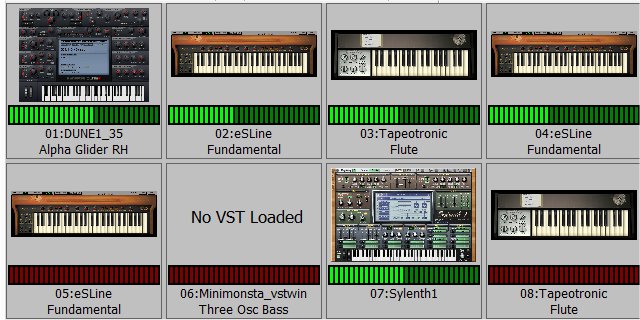 01:DUNE1_35
Alpha Glider RH
02:eSLine
Fundamental
03:Tapeotronic
Flute
04:eSLine
Fundamental
05:eSLine
Fundamental
No VST Loaded
06:Minimonsta_vstwin
Three Osc Bass
07:Sylenth1
08:Tapeotronic
Flute